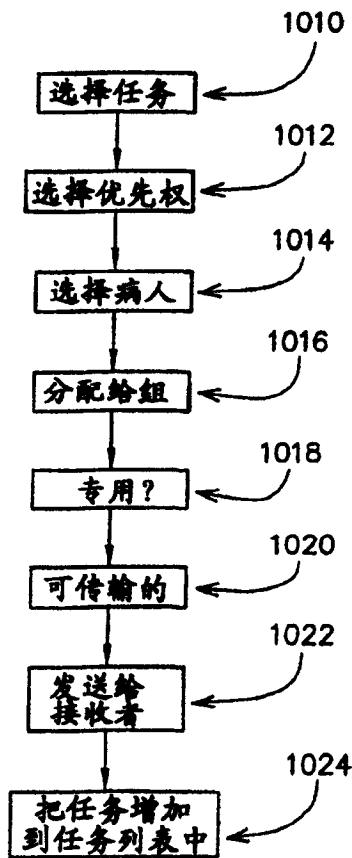 1010
选择任务
1012
选择优先权
1014
选择病人
1016
分配给组
1018
专用?
1020
可传输的
1022
发送给
接收者
1024
把任务增加
到任务列表中